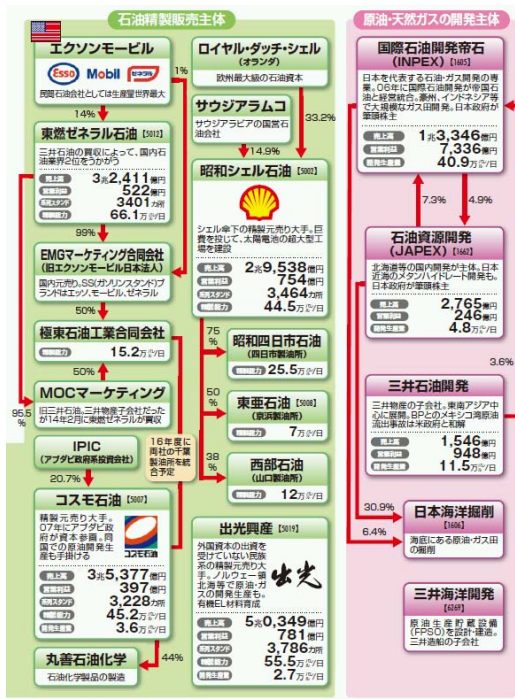 石油精製販売主体
エクソンモービル
Esso Mobil ゼネラル
民間石油会社としては生産量世界最大
1%
14%
東燃ゼネラル石油【5012】
三井石油の買収によって、国内石
油業界2位をうかがう
売上高 3兆2,411億円
営業利益 522億円
系列スタンド 3401カ所
精製能力 66.1万㌭/日
99%
EMGマーケティング合同会社
(旧エクソンモービル日本法人)
国内元売り。SS(ガソリンスタンド)ブ
ランドはエッソ、モービル、ゼネラル
50%
極東石油工業合同会社
精製能力 15.2万㌭/日
50%
MOCマーケティング
旧三井石油。三井物産子会社だった
が14年2月に東燃ゼネラルが買収
95.5
%
IPIC
(アブダビ政府系投資会社)
20.7%
16年度に
両社の千葉
製油所を統
合予定
コスモ石油【5007】
精製元売り大手。
07年にアブダビ政
府が資本参画。同
国での原油開発生
産も手掛ける
コスモ石油
売上高 3兆5,377億円
営業利益 397億円
系列スタンド 3,228カ所
精製能力 45.2万㌭/日
開発生産量 3.6万㌭/日
44%
丸善石油化学
石油化学製品の製造
ロイヤル・ダッチ・シェル
(オランダ)
欧州最大級の石油資本
33.2%
サウジアラムコ
サウジアラビアの国営石
油会社
14.9%
昭和シェル石油【5002】
シェル傘下の精製元売り大手。巨
費を投じて、太陽電池の超大型工
場を建設
売上高 2兆9,538億円
営業利益 754億円
系列スタンド 3,464カ所
精製能力 44.5万㌭/日
75
%
昭和四日市石油
(四日市製油所)
精製能力 25.5万㌭/日
50
%
東亜石油【5008】
(京浜製油所)
精製能力 7万㌭/日
38
%
西部石油
(山口製油所)
精製能力 12万㌭/日
出光興産【5019】
外国資本の出資を
受けていない民族
系の精製元売り大
手。ノルウェー領
北海等で原油・ガ
スの開発生産も。
有機EL材料育成
出光
売上高 5兆0,349億円
営業利益 781億円
系列スタンド 3,786カ所
精製能力 55.5万㌭/日
開発生産量 2.7万㌭/日
原油・天然ガスの開発主体
国際石油開発帝石
(INPEX)【1605】
日本を代表する石油・ガス開発の専
業。06年に国際石油開発が帝国石
油と経営統合。豪州、インドネシア等
で大規模なガス田開発。日本政府が
筆頭株主
売上高 1兆3,346億円
営業利益 7,336億円
開発生産量 40.9万㌭/日
7.3%
4.9%
石油資源開発
(JAPEX)【1662】
北海道等の国内開発が主体。日本
近海のメタンハイドレート開発も。
日本政府が筆頭株主
売上高 2,765億円
営業利益 246億円
開発生産量 4.8万㌭/日
3.6%
三井石油開発
三井物産の子会社。東南アジア中
心に展開。BPとのメキシコ湾原油
流出事故は米政府と和解
売上高 1,546億円
営業利益 948億円
開発生産量 11.5万㌭/日
30.9%
6.4%
日本海洋掘削
【1606】
海底にある原油・ガス田
の掘削
三井海洋開発
【6269】
原油生産貯蔵設備
(FPSO)を設計・建造。
三井造船の子会社